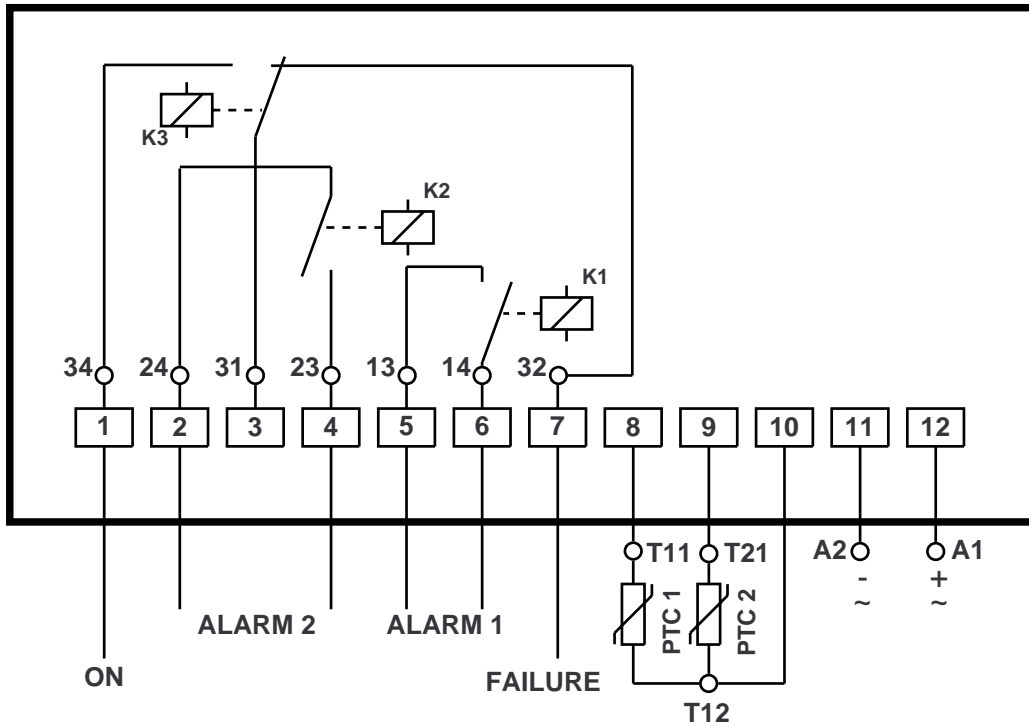 K3
K2
K1
34 24 31 23 13 14 32
1 2 3 4 5 6 7 8 9 10 11 12
T11 T21 A2 A1
- +
~ ~
PTC 1 PTC 2
ALARM 2 ALARM 1
ON FAILURE
T12